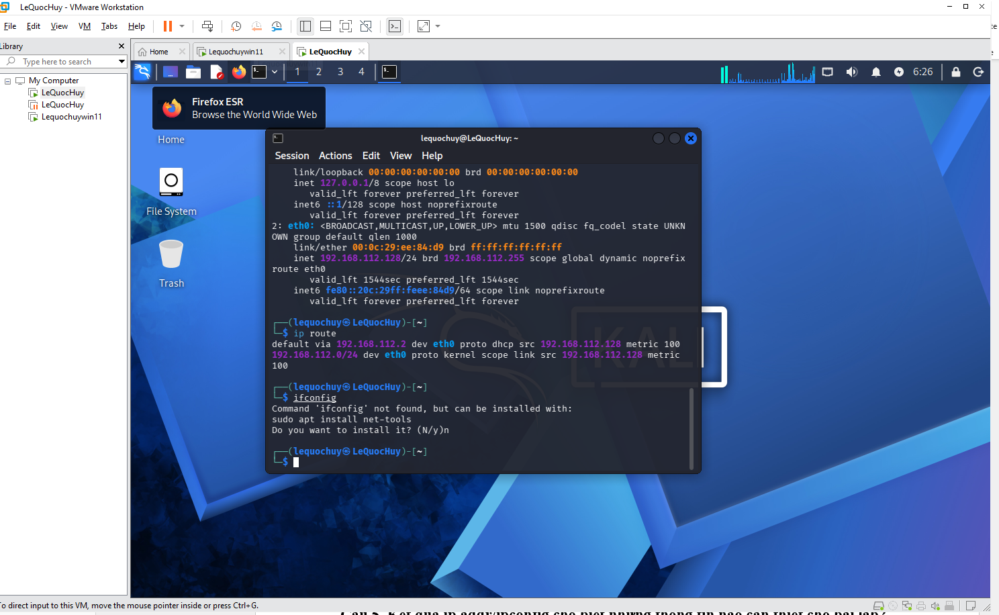 LeQuocHuy - VMware Workstation
File Edit View VM Tabs Help
Library
Type here to search
My Computer
LeQuocHuy
LeQuocHuy
Lequochuywin11
Home
Lequochuywin11
LeQuocHuy
1 2 3 4
6:26
Firefox ESR
Browse the World Wide Web
Home
File System
Trash
lequochuy@LeQuocHuy: ~
Session Actions Edit View Help
link/loopback 00:00:00:00:00:00 brd 00:00:00:00:00:00
inet 127.0.0.1/8 scope host lo
valid_lft forever preferred_lft forever
inet6 ::1/128 scope host noprefixroute
valid_lft forever preferred_lft forever
2: eth0: <BROADCAST,MULTICAST,UP,LOWER_UP> mtu 1500 qdisc fq_codel state UNKN
OWN group default qlen 1000
link/ether 00:0c:29:ee:84:d9 brd ff:ff:ff:ff:ff:ff
inet 192.168.112.128/24 brd 192.168.112.255 scope global dynamic noprefix
route eth0
valid_lft 1544sec preferred_lft 1544sec
inet6 fe80::20c:29ff:feee:84d9/64 scope link noprefixroute
valid_lft forever preferred_lft forever
┌──(lequochuy㉿LeQuocHuy)-[~]
└─$ ip route
default via 192.168.112.2 dev eth0 proto dhcp src 192.168.112.128 metric 100
192.168.112.0/24 dev eth0 proto kernel scope link src 192.168.112.128 metric
100
┌──(lequochuy㉿LeQuocHuy)-[~]
└─$ ifconfig
Command 'ifconfig' not found, but can be installed with:
sudo apt install net-tools
Do you want to install it? (N/y)n
┌──(lequochuy㉿LeQuocHuy)-[~]
└─$
KAL
To direct input to this VM, move the mouse pointer inside or press Ctrl+G.